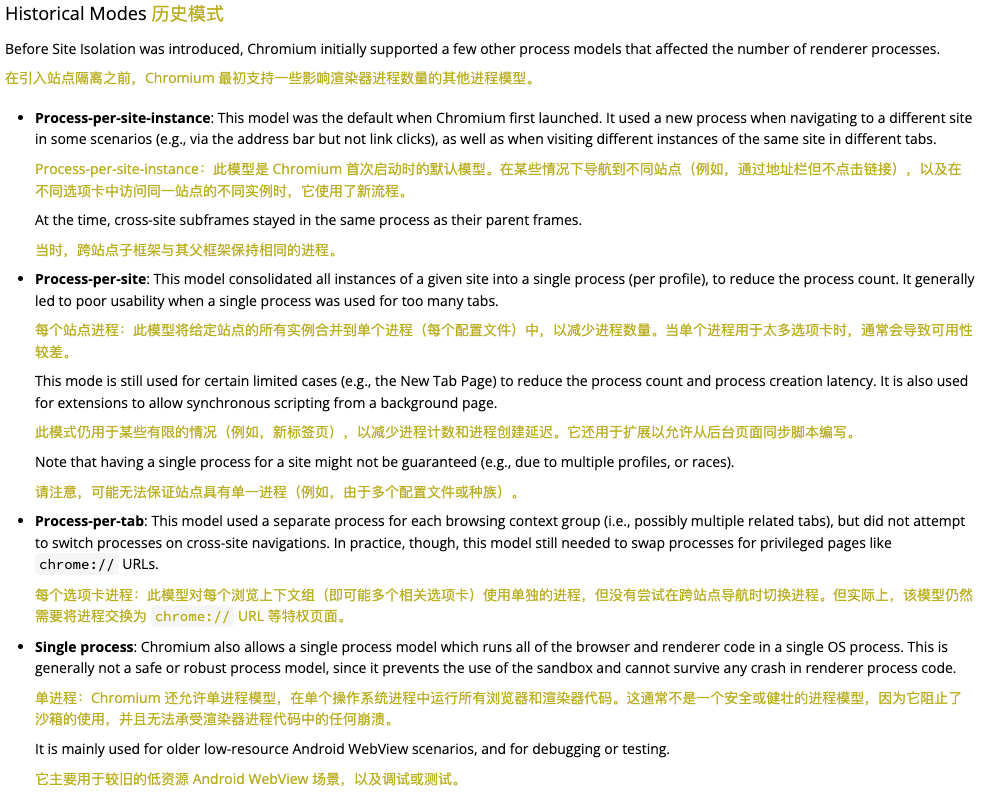 Historical Modes 历史模式
Before Site Isolation was introduced, Chromium initially supported a few other process models that affected the number of renderer processes.
在引入站点隔离之前，Chromium 最初支持一些影响渲染器进程数量的其他进程模型。
• Process-per-site-instance: This model was the default when Chromium first launched. It used a new process when navigating to a different site
in some scenarios (e.g., via the address bar but not link clicks), as well as when visiting different instances of the same site in different tabs.
Process-per-site-instance：此模型是 Chromium 首次启动时的默认模型。在某些情况下导航到不同站点（例如，通过地址栏但不点击链接），以及在
不同选项卡中访问同一站点的不同实例时，它使用了新流程。
At the time, cross-site subframes stayed in the same process as their parent frames.
当时，跨站点子框架与其父框架保持相同的进程。
• Process-per-site: This model consolidated all instances of a given site into a single process (per profile), to reduce the process count. It generally
led to poor usability when a single process was used for too many tabs.
每个站点进程：此模型将给定站点的所有实例合并到单个进程（每个配置文件）中，以减少进程数量。当单个进程用于太多选项卡时，通常会导致可用性
较差。
This mode is still used for certain limited cases (e.g., the New Tab Page) to reduce the process count and process creation latency. It is also used
for extensions to allow synchronous scripting from a background page.
此模式仍用于某些有限的情况（例如，新标签页），以减少进程计数和进程创建延迟。它还用于扩展以允许从后台页面同步脚本编写。
Note that having a single process for a site might not be guaranteed (e.g., due to multiple profiles, or races).
请注意，可能无法保证站点具有单一进程（例如，由于多个配置文件或种族）。
• Process-per-tab: This model used a separate process for each browsing context group (i.e., possibly multiple related tabs), but did not attempt
to switch processes on cross-site navigations. In practice, though, this model still needed to swap processes for privileged pages like
chrome:// URLs.
每个选项卡进程：此模型对每个浏览上下文组（即可能多个相关选项卡）使用单独的进程，但没有尝试在跨站点导航时切换进程。但实际上，该模型仍然
需要将进程交换为 chrome:// URL 等特权页面。
• Single process: Chromium also allows a single process model which runs all of the browser and renderer code in a single OS process. This is
generally not a safe or robust process model, since it prevents the use of the sandbox and cannot survive any crash in renderer process code.
单进程：Chromium 还允许单进程模型，在单个操作系统进程中运行所有浏览器和渲染器代码。这通常不是一个安全或健壮的进程模型，因为它阻止了
沙箱的使用，并且无法承受渲染器进程代码中的任何崩溃。
It is mainly used for older low-resource Android WebView scenarios, and for debugging or testing.
它主要用于较旧的低资源 Android WebView 场景，以及调试或测试。